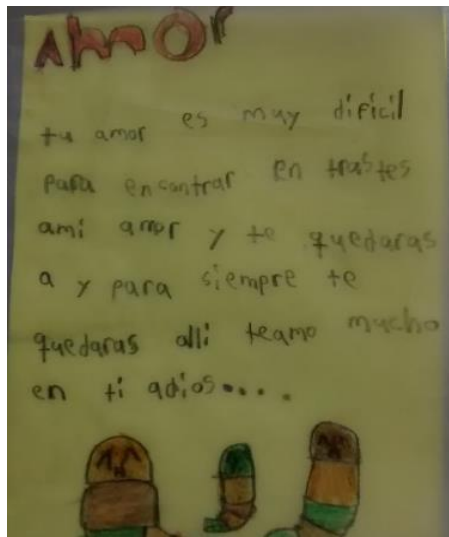 Amor
tu amor es muy dificil
para encontrar en trastes
ami amor y te quedaras
a y para siempre te
quedaras alli teamo mucho
en ti adios....